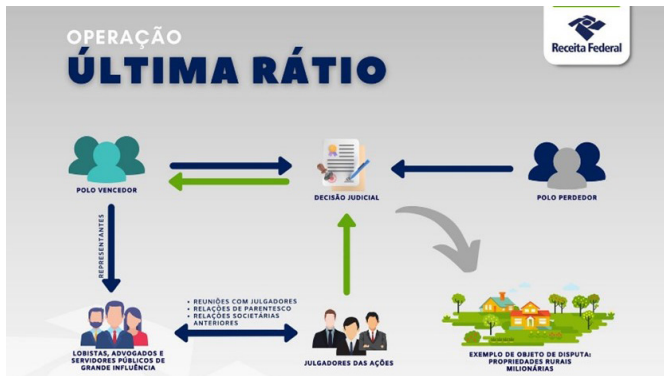 OPERAÇÃO
ÚLTIMA RÁTIO
Receita Federal
POLO VENCEDOR
DECISÃO JUDICIAL
POLO PERDEDOR
REPRESENTANTES
• REUNIÕES COM JULGADORES
• RELAÇÕES DE PARENTESCO
• RELAÇÕES SOCIETÁRIAS
ANTERIORES
LOBISTAS, ADVOGADOS E
SERVIDORES PÚBLICOS DE
GRANDE INFLUÊNCIA
JULGADORES DAS AÇÕES
EXEMPLO DE OBJETO DE DISPUTA:
PROPRIEDADES RURAIS
MILIONÁRIAS